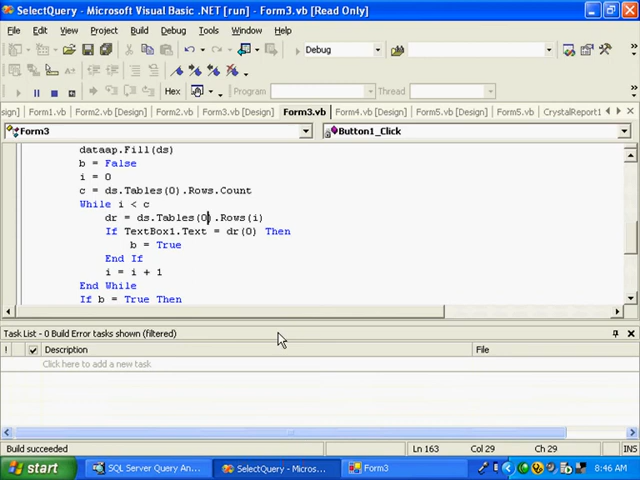 SelectQuery - Microsoft Visual Basic .NET [run] - Form3.vb [Read Only]
File Edit View Project Build Debug Tools Window Help
Debug
Hex Program Thread
sign] Form1.vb Form2.vb [Design] Form2.vb Form3.vb [Design] Form3.vb Form4.vb [Design] Form5.vb [Design] Form5.vb CrystalReport1
Form3 Button1_Click
dataap.Fill(ds)
b = False
i = 0
c = ds.Tables(0).Rows.Count
While i < c
dr = ds.Tables(0).Rows(i)
If TextBox1.Text = dr(0) Then
b = True
End If
i = i + 1
End While
If b = True Then
Task List - 0 Build Error tasks shown (filtered)
! Description File
Click here to add a new task
Build succeeded Ln 163 Col 29 Ch 29 INS
start SQL Server Query An... SelectQuery - Micros... Form3 8:46 AM